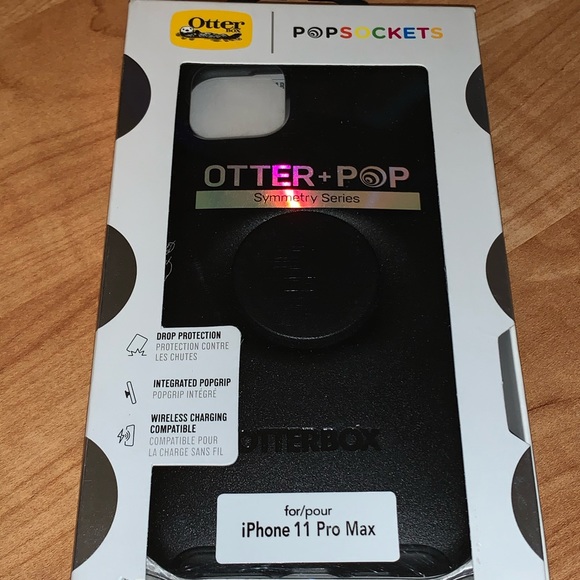 Otter
BOX
POPSOCKETS
OTTER + POP
Symmetry Series
DROP PROTECTION
PROTECTION CONTRE
LES CHUTES
INTEGRATED POPGRIP
POPGRIP INTÉGRÉ
WIRELESS CHARGING
COMPATIBLE
COMPATIBLE POUR
LA CHARGE SANS FIL
OTTERBOX
for/pour
iPhone 11 Pro Max